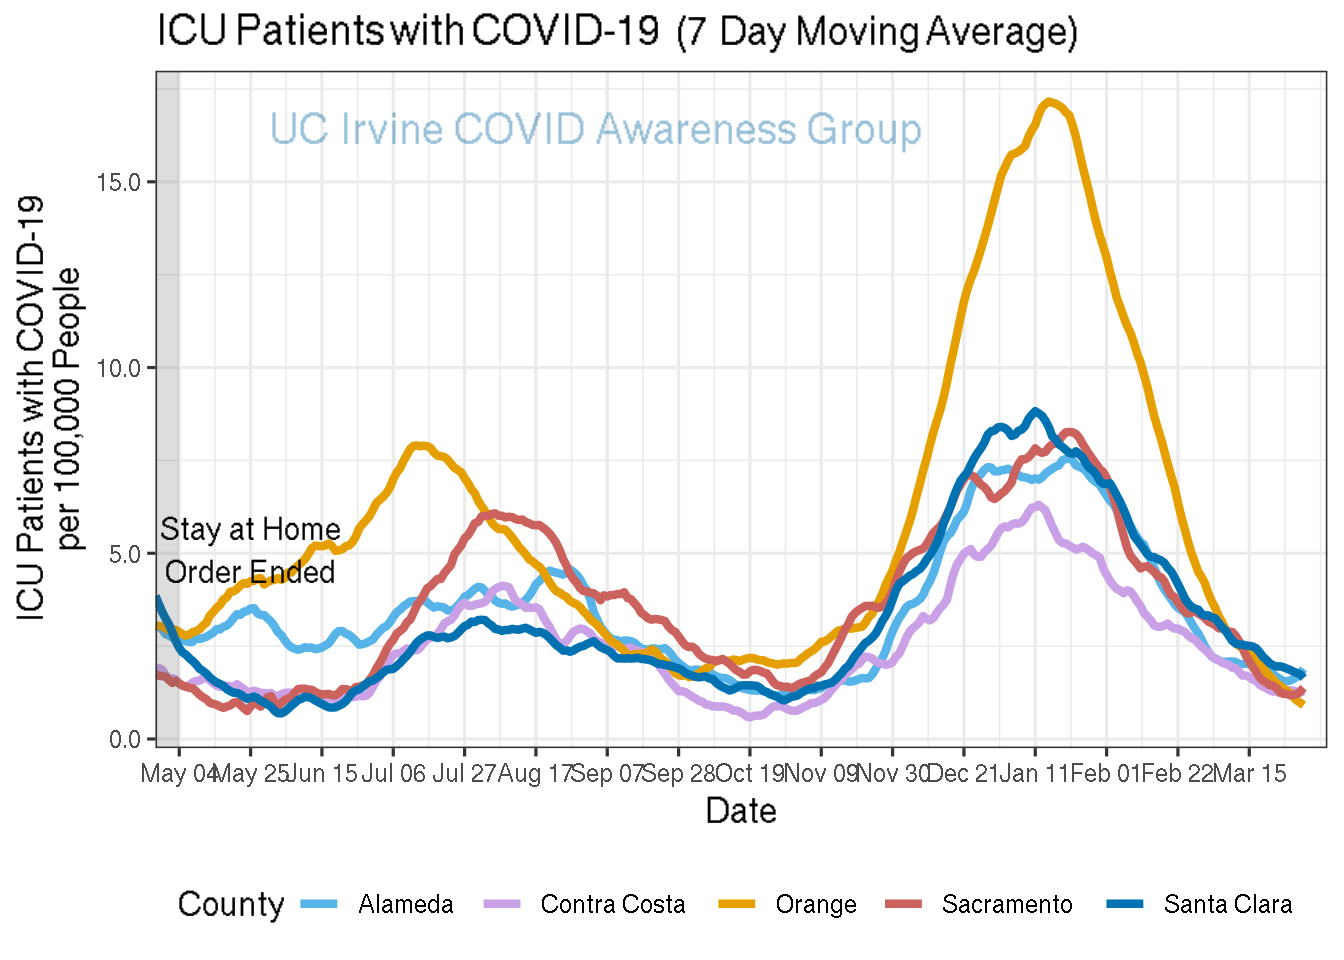 ICU Patients with COVID-19 (7 Day Moving Average)
UC Irvine COVID Awareness Group
ICU Patients with COVID-19
per 100,000 People
15.0
10.0
5.0
0.0
Stay at Home
Order Ended
May 04 May 25 Jun 15 Jul 06 Jul 27 Aug 17 Sep 07 Sep 28 Oct 19 Nov 09 Nov 30 Dec 21 Jan 11 Feb 01 Feb 22 Mar 15
Date
County Alameda Contra Costa Orange Sacramento Santa Clara